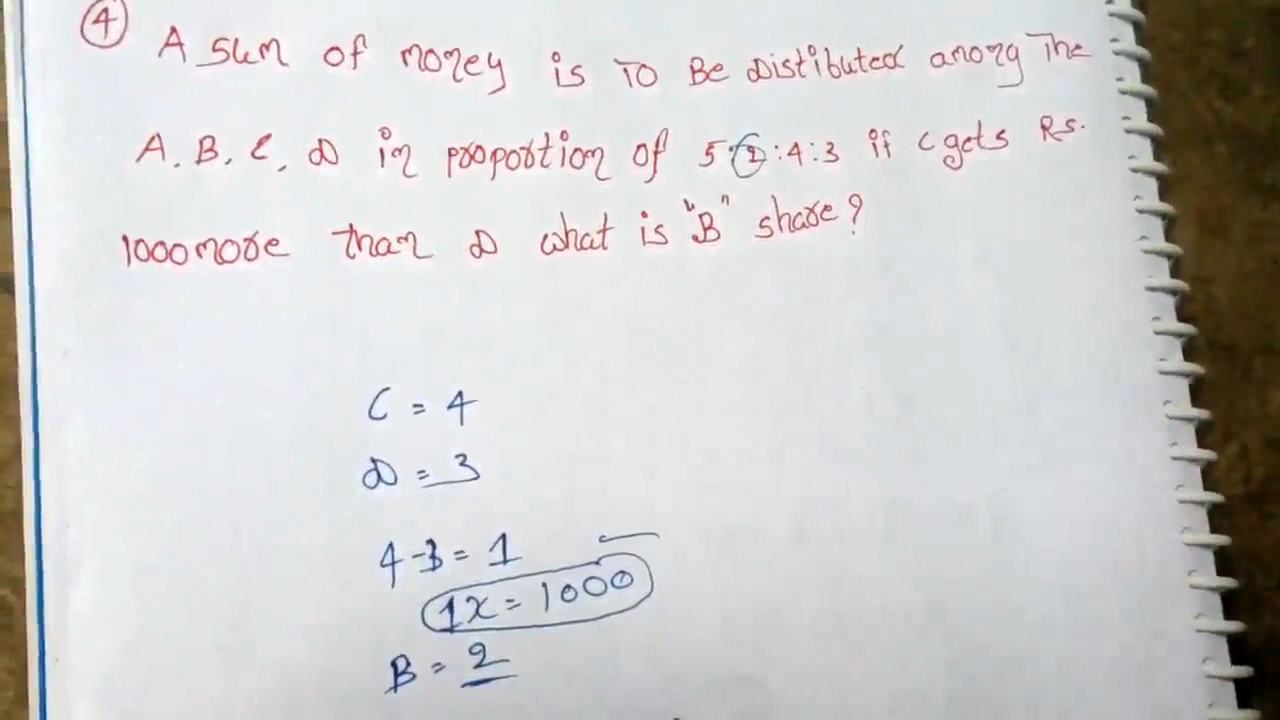 4 A sum of money is To Be Distibuted among The
A. B. C, D in proportion of 5:2:4:3 if C gets Rs.
1000 more than D what is "B" share?
C = 4
D = 3
4-3 = 1
1x = 1000
B = 2